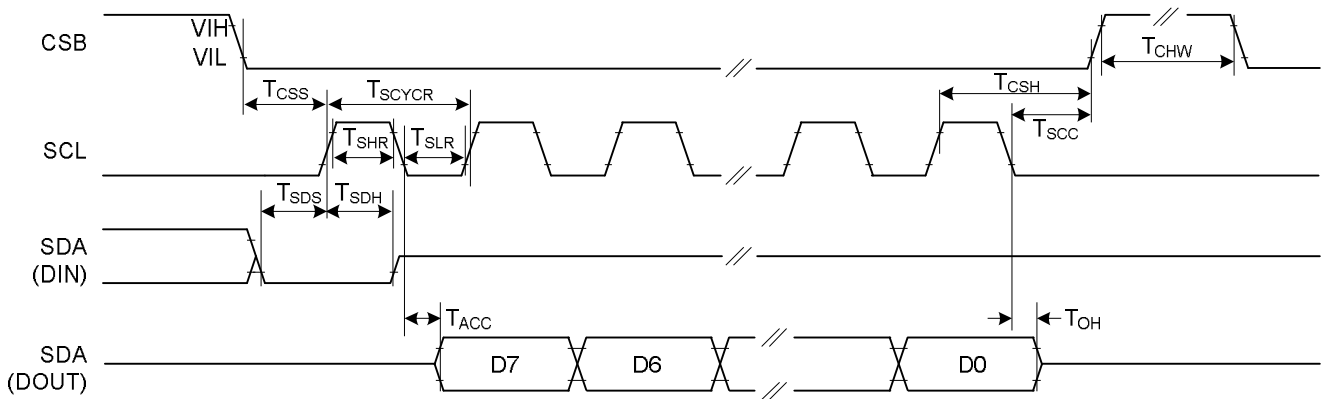 CSB
VIH
VIL
TCHW
TCSS
TSCYCR
TCSH
TSCC
SCL
TSHR
TSLR
TSDS
TSDH
SDA
(DIN)
TACC
TOH
SDA
(DOUT)
D7
D6
D0